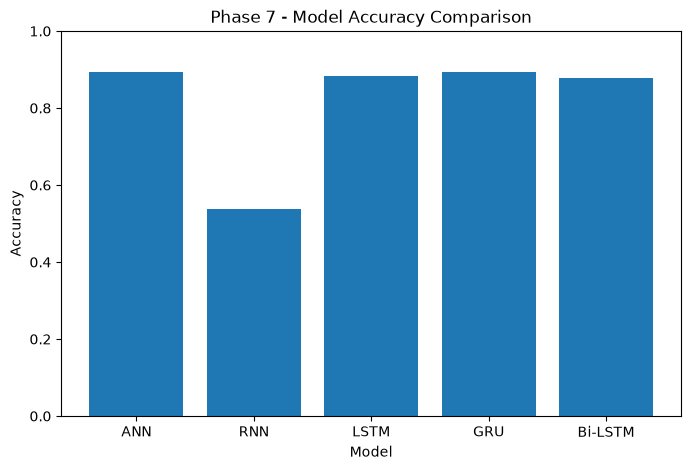 Phase 7 - Model Accuracy Comparison
1.0
0.8
0.6
0.4
0.2
0.0
Accuracy
ANN RNN LSTM GRU Bi-LSTM
Model